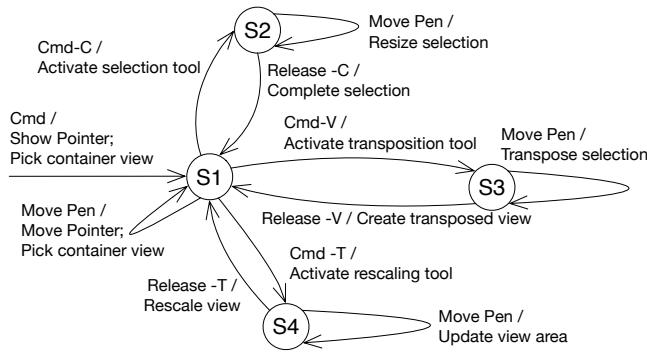 S2
Move Pen /
Resize selection
Cmd-C /
Activate selection tool
Release -C /
Complete selection
Cmd /
Show Pointer;
Pick container view
Cmd-V /
Activate transposition tool
Move Pen /
Transpose selection
S1
S3
Move Pen /
Move Pointer;
Pick container view
Release -V / Create transposed view
Cmd -T /
Activate rescaling tool
Release -T /
Rescale view
S4
Move Pen /
Update view area